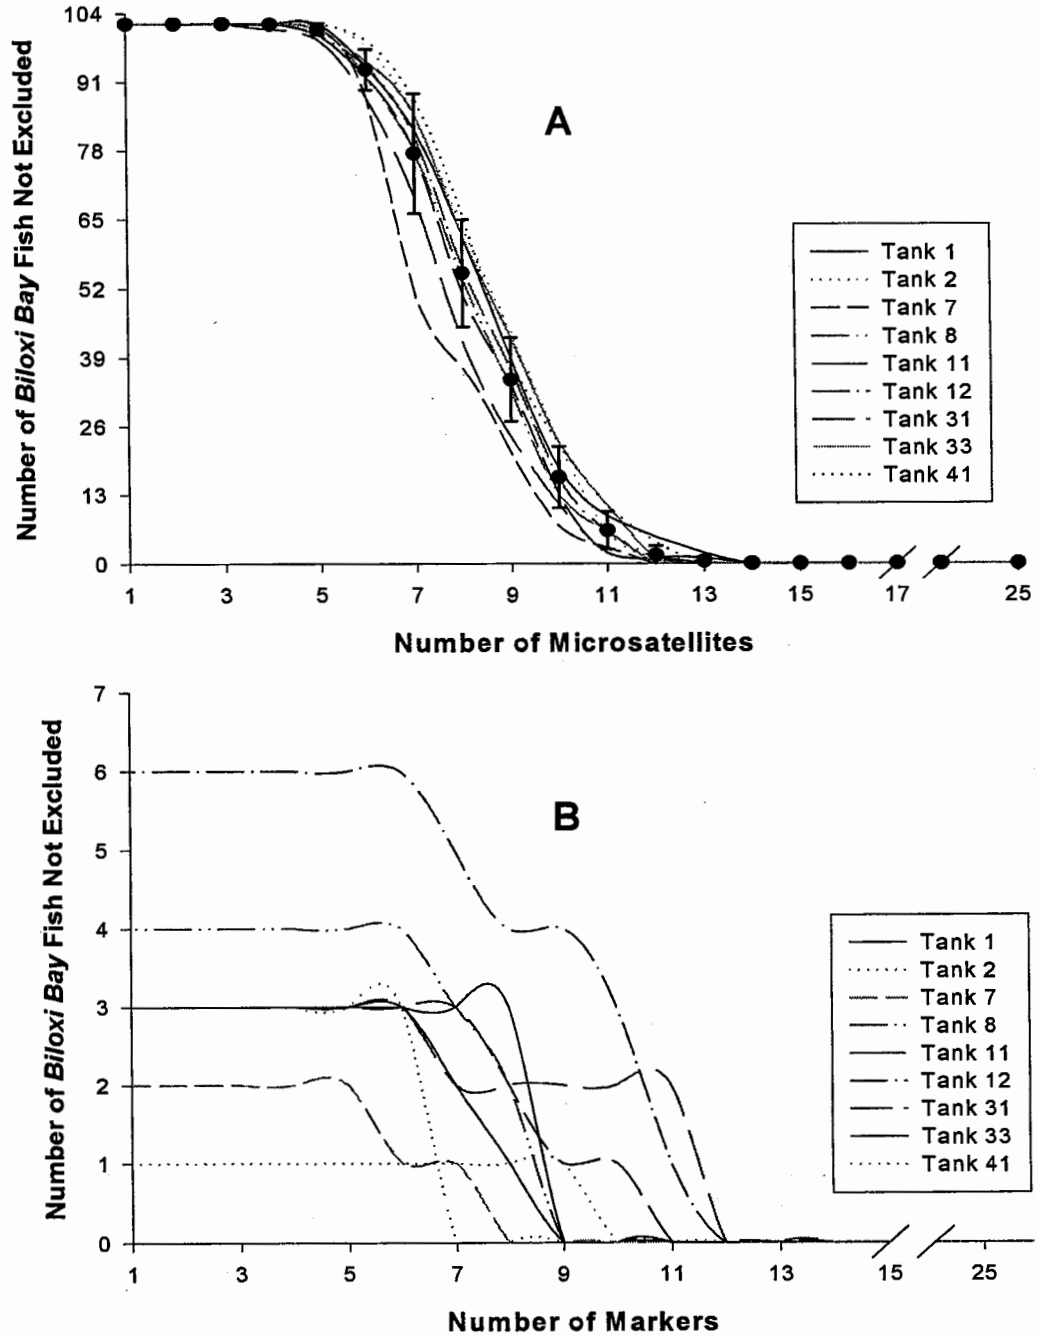 104
91
78
65
52
39
26
13
0
Number of Biloxi Bay Fish Not Excluded
A
Tank 1
Tank 2
Tank 7
Tank 8
Tank 11
Tank 12
Tank 31
Tank 33
Tank 41
1 3 5 7 9 11 13 15 17 25
Number of Microsatellites
7
6
5
4
3
2
1
0
Number of Biloxi Bay Fish Not Excluded
B
Tank 1
Tank 2
Tank 7
Tank 8
Tank 11
Tank 12
Tank 31
Tank 33
Tank 41
1 3 5 7 9 11 13 15 25
Number of Markers